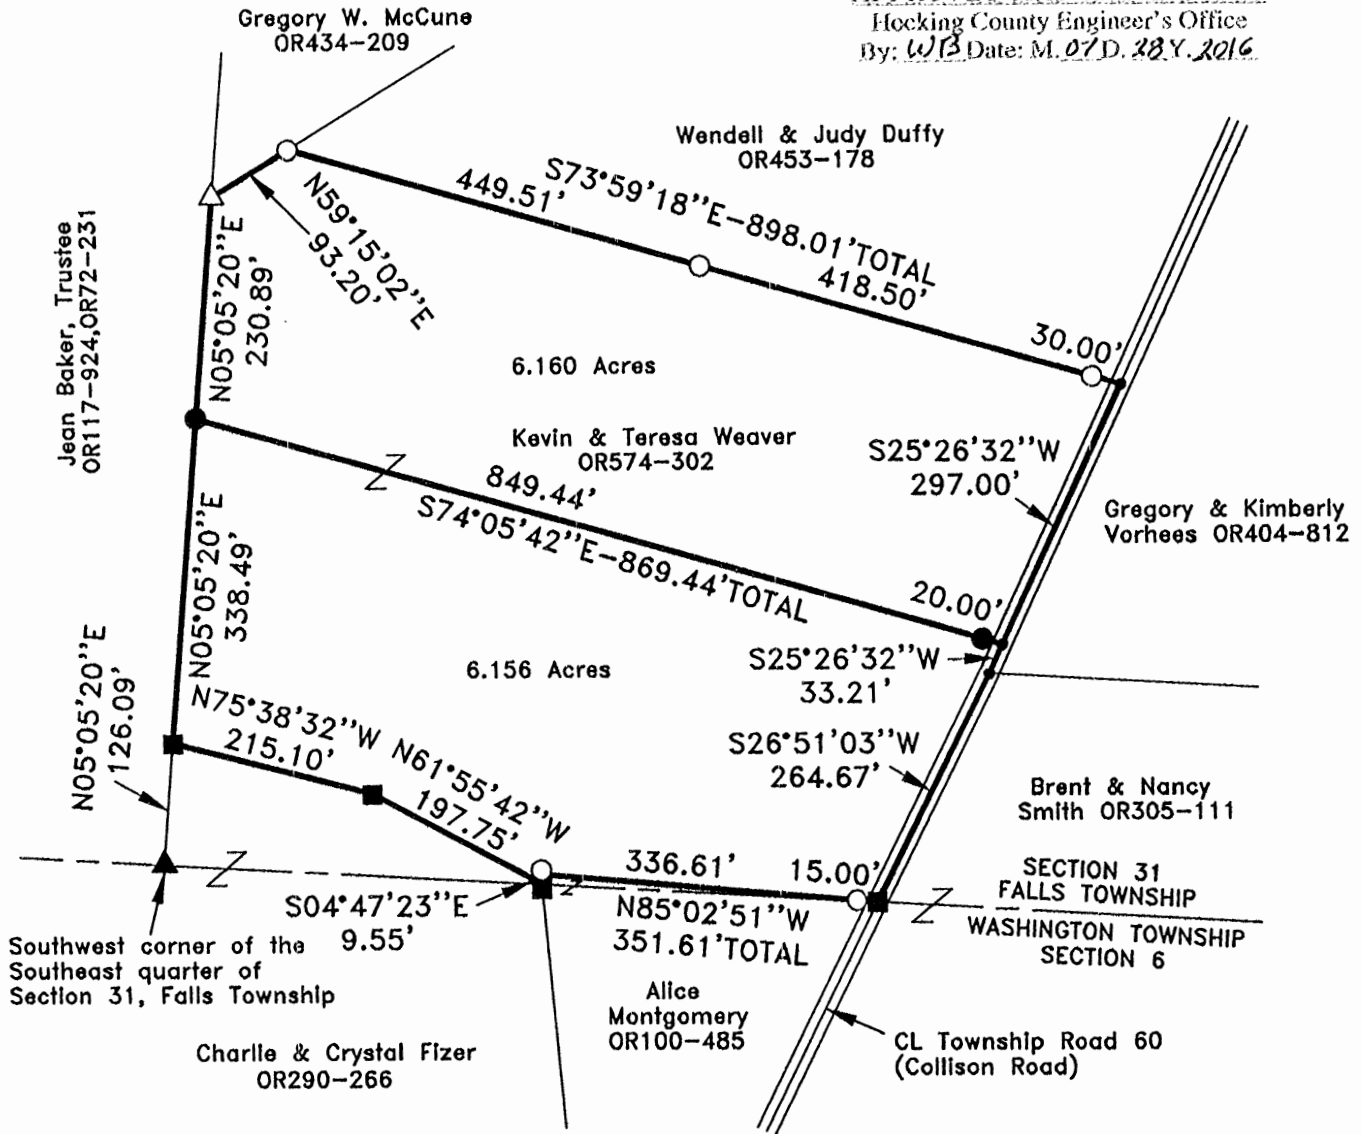 Hocking County Engineer's Office
By: WB Date: M. 07 D. 28 Y. 2016
Gregory W. McCune
OR434-209
Wendell & Judy Duffy
OR453-178
S73°59'18"E-898.01'TOTAL
449.51'
418.50'
30.00'
N59°15'02"E
93.20'
Jean Baker, Trustee
OR117-924,OR72-231
N05°05'20"E
230.89'
6.160 Acres
Kevin & Teresa Weaver
OR574-302
S25°26'32"W
297.00'
Gregory & Kimberly
Vorhees OR404-812
849.44'
S74°05'42"E-869.44'TOTAL
20.00'
N05°05'20"E
338.49'
S25°26'32"W
33.21'
6.156 Acres
N05°05'20"E
126.09'
N75°38'32"W
215.10'
N61°55'42"W
197.75'
S26°51'03"W
264.67'
Brent & Nancy
Smith OR305-111
336.61'
15.00'
SECTION 31
FALLS TOWNSHIP
S04°47'23"E
9.55'
N85°02'51"W
351.61'TOTAL
WASHINGTON TOWNSHIP
SECTION 6
Southwest corner of the
Southeast quarter of
Section 31, Falls Township
Alice
Montgomery
OR100-485
CL Township Road 60
(Collison Road)
Charlie & Crystal Fizer
OR290-266